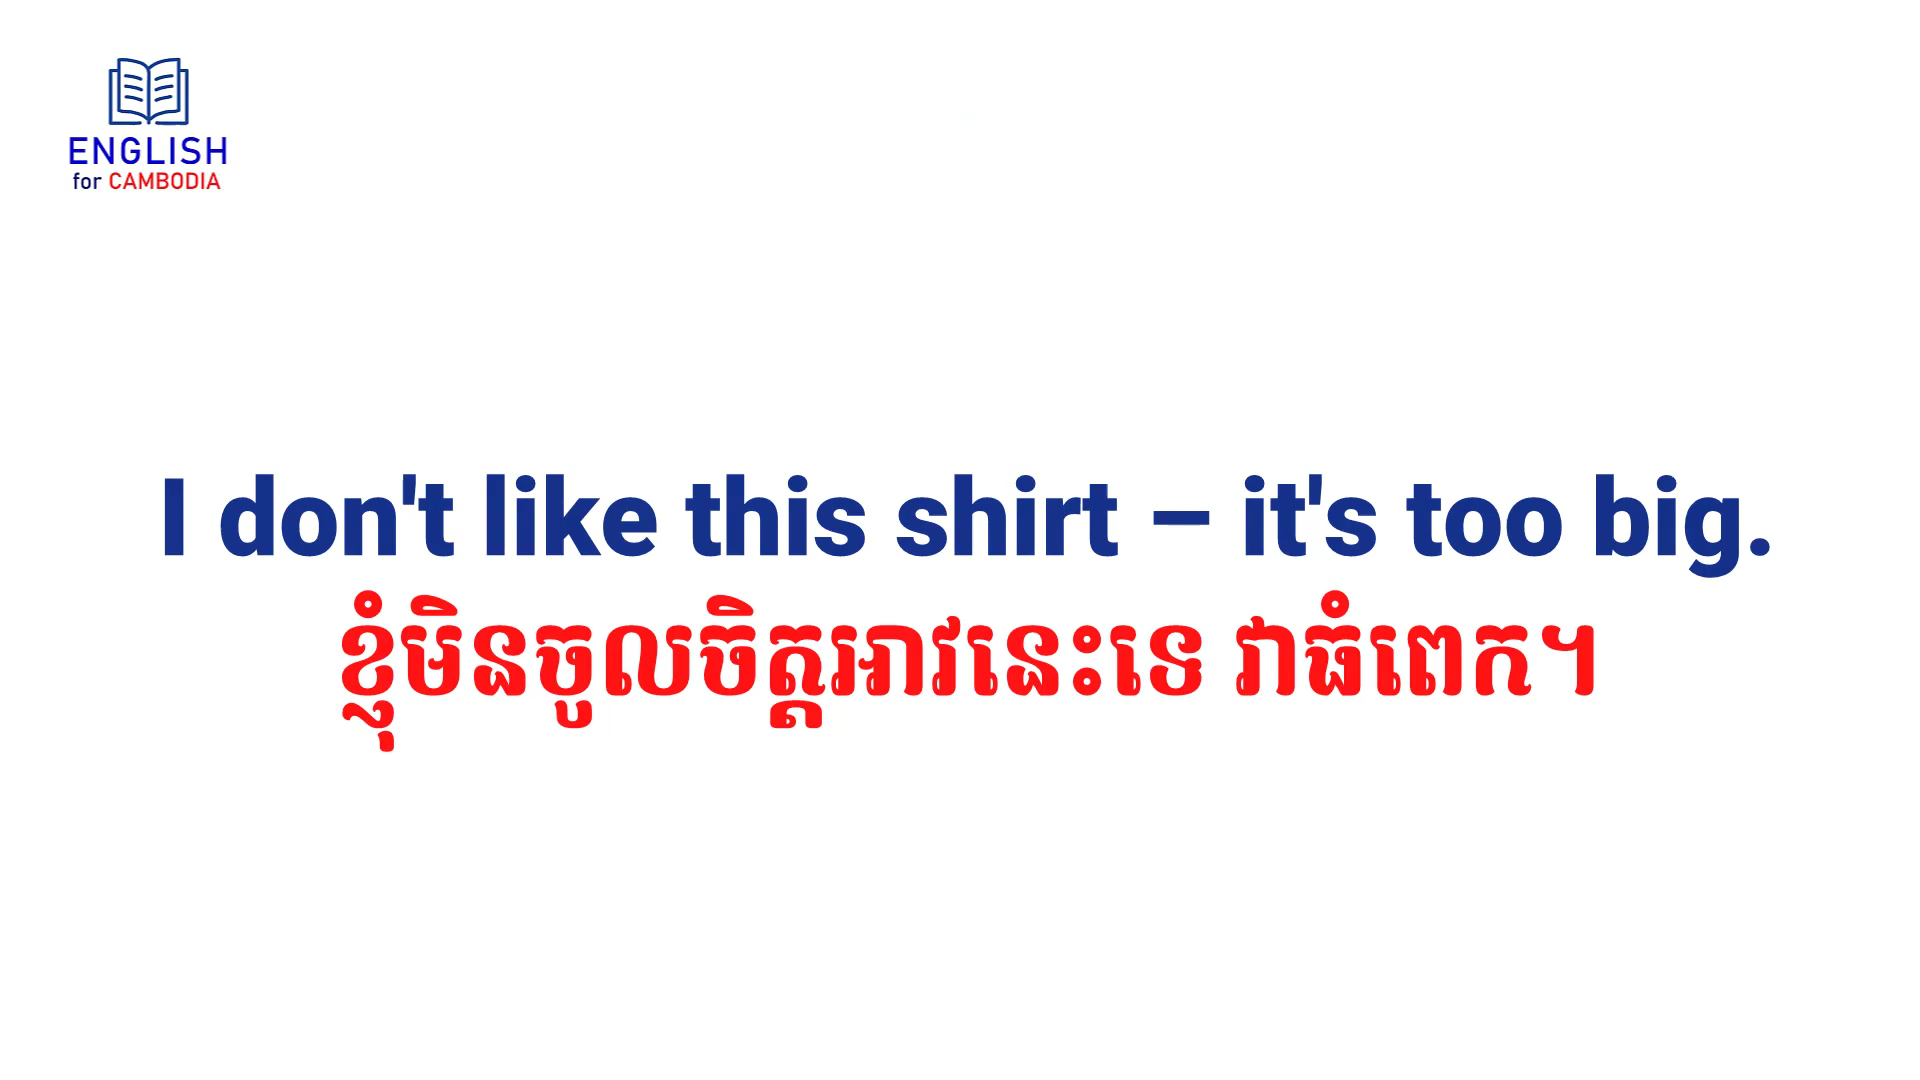 ENGLISH
for CAMBODIA
I don't like this shirt – it's too big.
ខ្ញុំមិនចូលចិត្តអាវនេះទេ វាធំពេក។